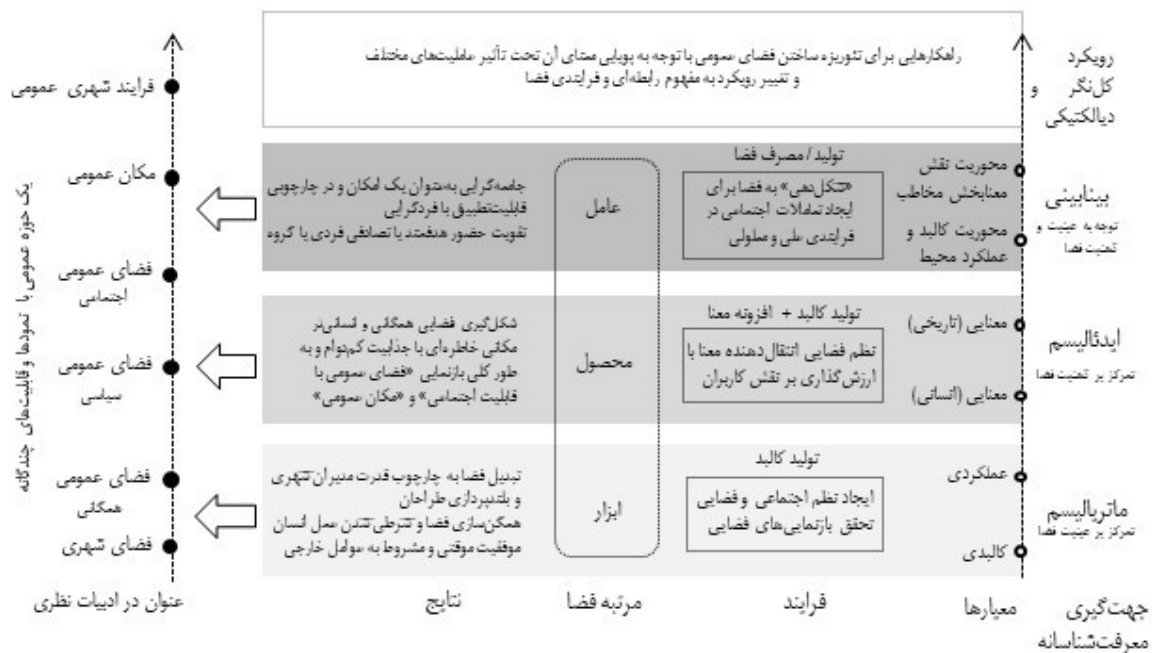 رویکرد
کل‌نگر و
دیالکتیکی
راهکارهایی برای تئوریزه ساختن فضای عمومی با توجه به پویایی معنای آن تحت تأثیر عاملیت‌های مختلف
و تغییر رویکرد به مفهوم رابطه‌ای و فرایندی فضا
فرایند شهری عمومی
بینابینی
توجه به عینیت و
ذهنیت فضا
محوریت نقش
معنابخش مخاطب
محوریت کالبد و
عملکرد محیط
تولید/مصرف فضا
«شکل‌دهی» به فضا برای
ایجاد تعاملات اجتماعی در
فرایندی علی و معلولی
عامل
جامعه‌گرایی به‌عنوان یک امکان و در چارچوبی
قابلیت‌تطبیق با فردگرایی
تقویت حضور هدفمند یا تصادفی فردی یا گروه
مکان عمومی
فضای عمومی
اجتماعی
ایدئالیسم
تمرکز بر ذهنیت فضا
معنایی (تاریخی)
معنایی (انسانی)
تولید کالبد + افزونه معنا
نظم فضایی انتقال‌دهنده معنا با
ارزش‌گذاری بر نقش کاربران
محصول
شکل‌گیری فضایی همگانی و انسانی‌تر
مکانی خاطره‌ای با جذابیت کم‌دوام و به
طور کلی بازنمایی «فضای عمومی با
قابلیت اجتماعی» و «مکان عمومی»
فضای عمومی
سیاسی
ماتریالیسم
تمرکز بر عینیت فضا
عملکردی
کالبدی
تولید کالبد
ایجاد نظم اجتماعی و فضایی
تحقق بازنمایی‌های فضایی
ابزار
تبدیل فضا به چارچوب قدرت مدیران شهری
و بلندپردازی طراحان
همگن‌سازی فضا و شرطی شدن عمل انسان
موفقیت موقتی و مشروط به عوامل خارجی
فضای عمومی
همگانی
فضای شهری
یک حوزه عمومی با نمودها و قابلیت‌های چندگانه
جهت‌گیری
معرفت‌شناسانه
معیارها
فرایند
مرتبه فضا
نتایج
عنوان در ادبیات نظری